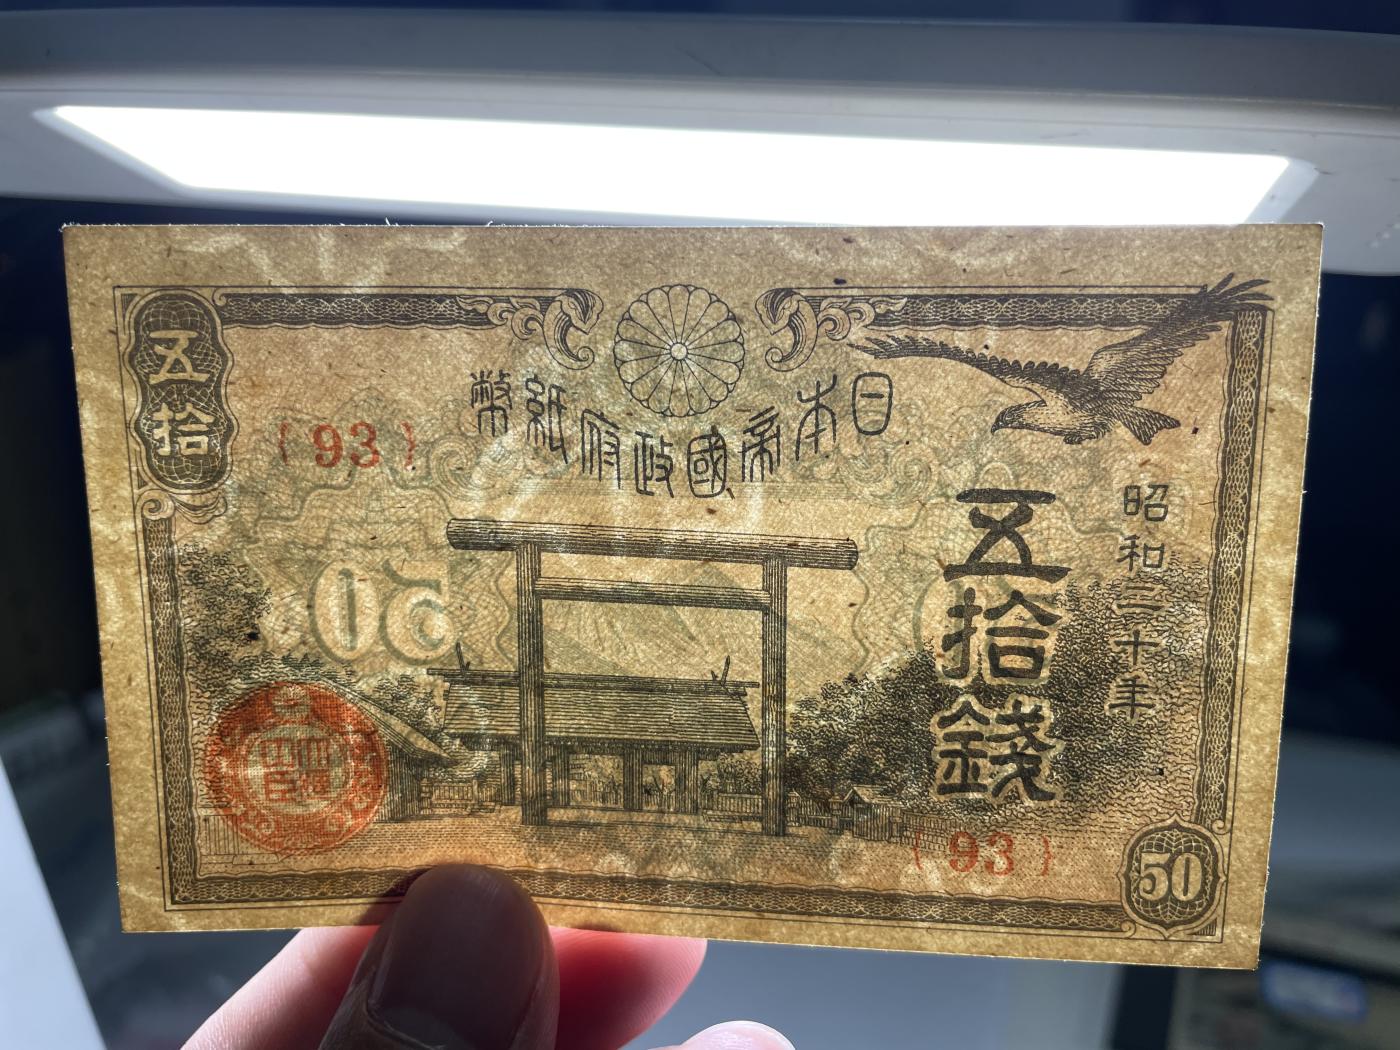 日本帝國政府紙幣
五拾
{93}
昭和二十年
五拾錢
{93}
50